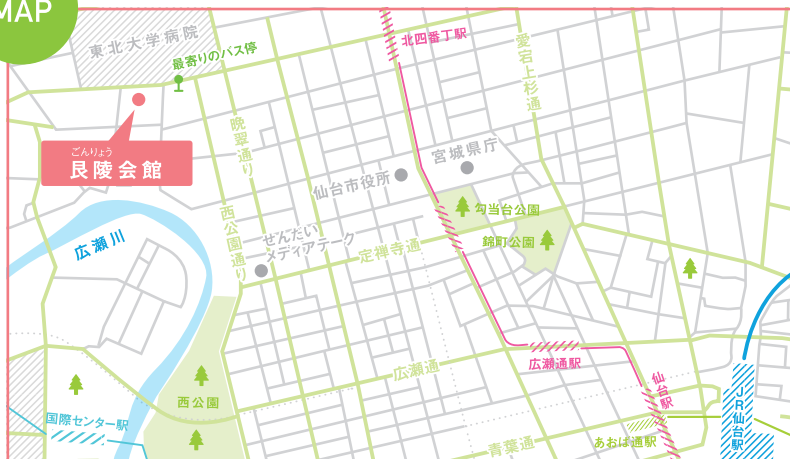 MAP
東北大学病院
最寄りのバス停
北四番丁駅
愛宕上杉通
ごんりょう
艮陵会館
晩翠通り
仙台市役所
宮城県庁
勾当台公園
錦町公園
西公園通り
せんだい
メディアテーク
定禅寺通
広瀬川
広瀬通
広瀬通駅
仙台駅
JR仙台駅
西公園
国際センター駅
青葉通
あおば通駅